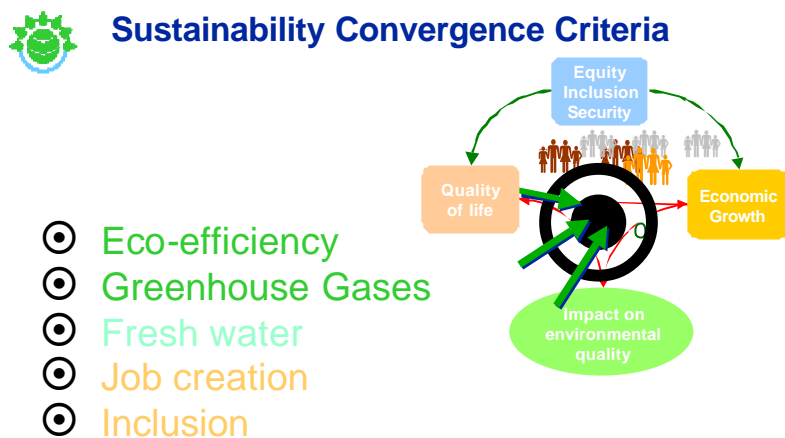 Sustainability Convergence Criteria
Equity
Inclusion
Security
Quality
of life
Economic
Growth
Impact on
environmental
quality
Eco-efficiency
Greenhouse Gases
Fresh water
Job creation
Inclusion